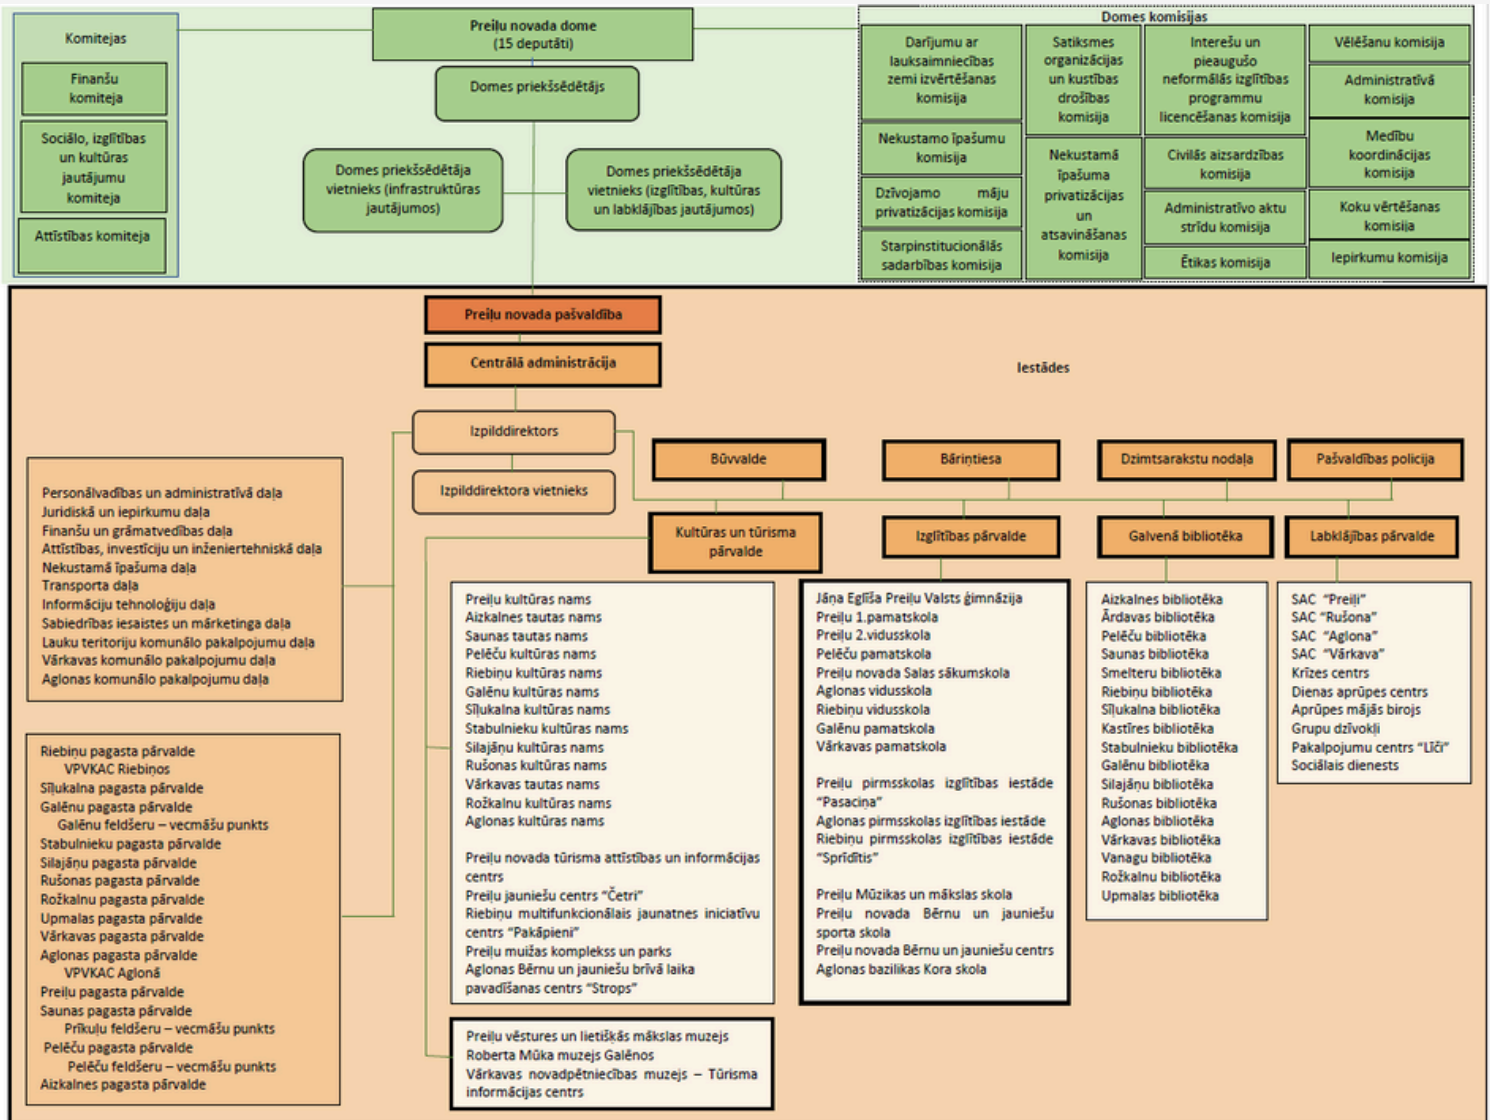 Komitejas
Finanšu
komiteja
Sociālo, izglītības
un kultūras
jautājumu
komiteja
Attīstības komiteja
Preiļu novada dome
(15 deputāti)
Domes priekšsēdētājs
Domes priekšsēdētāja
vietnieks (infrastruktūras
jautājumos)
Domes priekšsēdētāja
vietnieks (izglītības, kultūras
un labklājības jautājumos)
Domes komisijas
Darījumu ar
lauksaimniecības
zemi izvērtēšanas
komisija
Nekustamo īpašumu
komisija
Dzīvojamo māju
privatizācijas komisija
Starpinstitucionālās
sadarbības komisija
Satiksmes
organizācijas
un kustības
drošības
komisija
Nekustamā
īpašuma
privatizācijas
un
atsavināšanas
komisija
Interešu un
pieaugušo
neformālās izglītības
programmu
licencēšanas komisija
Civilās aizsardzības
komisija
Administratīvo aktu
strīdu komisija
Ētikas komisija
Vēlēšanu komisija
Administratīvā
komisija
Medību
koordinācijas
komisija
Koku vērtēšanas
komisija
Iepirkumu komisija
Preiļu novada pašvaldība
Centrālā administrācija
Iestādes
Izpilddirektors
Izpilddirektora vietnieks
Būvvalde
Bāriņtiesa
Dzimtsarakstu nodaļa
Pašvaldības policija
Kultūras un tūrisma
pārvalde
Izglītības pārvalde
Galvenā bibliotēka
Labklājības pārvalde
Personālvadības un administratīvā daļa
Juridiskā un iepirkumu daļa
Finanšu un grāmatvedības daļa
Attīstības, investīciju un inženiertehniskā daļa
Nekustamā īpašuma daļa
Transporta daļa
Informāciju tehnoloģiju daļa
Sabiedrības iesaistes un mārketinga daļa
Lauku teritoriju komunālo pakalpojumu daļa
Vārkavas komunālo pakalpojumu daļa
Aglonas komunālo pakalpojumu daļa
Riebiņu pagasta pārvalde
VPVKAC Riebiņos
Sīļukalna pagasta pārvalde
Galēnu pagasta pārvalde
Galēnu feldšeru – vecmāšu punkts
Stabulnieku pagasta pārvalde
Silajāņu pagasta pārvalde
Rušonas pagasta pārvalde
Rožkalnu pagasta pārvalde
Upmalas pagasta pārvalde
Vārkavas pagasta pārvalde
Aglonas pagasta pārvalde
VPVKAC Aglonā
Preiļu pagasta pārvalde
Saunas pagasta pārvalde
Prīkuļu feldšeru – vecmāšu punkts
Pelēču pagasta pārvalde
Pelēču feldšeru – vecmāšu punkts
Aizkalnes pagasta pārvalde
Preiļu kultūras nams
Aizkalnes tautas nams
Saunas tautas nams
Pelēču kultūras nams
Riebiņu kultūras nams
Galēnu kultūras nams
Sīļukalna kultūras nams
Stabulnieku kultūras nams
Silajāņu kultūras nams
Rušonas kultūras nams
Vārkavas tautas nams
Rožkalnu kultūras nams
Aglonas kultūras nams
Preiļu novada tūrisma attīstības un informācijas
centrs
Preiļu jauniešu centrs “Četri”
Riebiņu multifunkcionālais jaunatnes iniciatīvu
centrs “Pakāpieni”
Preiļu muižas komplekss un parks
Aglonas Bērnu un jauniešu brīvā laika
pavadīšanas centrs “Strops”
Preiļu vēstures un lietišķās mākslas muzejs
Roberta Mūka muzejs Galēnos
Vārkavas novadpētniecības muzejs – Tūrisma
informācijas centrs
Jāņa Eglīša Preiļu Valsts ģimnāzija
Preiļu 1.pamatskola
Preiļu 2.vidusskola
Pelēču pamatskola
Preiļu novada Salas sākumskola
Aglonas vidusskola
Riebiņu vidusskola
Galēnu pamatskola
Vārkavas pamatskola
Preiļu pirmsskolas izglītības iestāde
“Pasaciņa”
Aglonas pirmsskolas izglītības iestāde
Riebiņu pirmsskolas izglītības iestāde
“Sprīdītis”
Preiļu Mūzikas un mākslas skola
Preiļu novada Bērnu un jauniešu
sporta skola
Preiļu novada Bērnu un jauniešu centrs
Aglonas bazilikas Kora skola
Aizkalnes bibliotēka
Ārdavas bibliotēka
Pelēču bibliotēka
Saunas bibliotēka
Smelteru bibliotēka
Riebiņu bibliotēka
Sīļukalna bibliotēka
Kastīres bibliotēka
Stabulnieku bibliotēka
Galēnu bibliotēka
Silajāņu bibliotēka
Rušonas bibliotēka
Aglonas bibliotēka
Vārkavas bibliotēka
Vanagu bibliotēka
Rožkalnu bibliotēka
Upmalas bibliotēka
SAC “Preiļi”
SAC “Rušona”
SAC “Aglona”
SAC “Vārkava”
Krīzes centrs
Dienas aprūpes centrs
Aprūpes mājās birojs
Grupu dzīvokļi
Pakalpojumu centrs “Līči”
Sociālais dienests